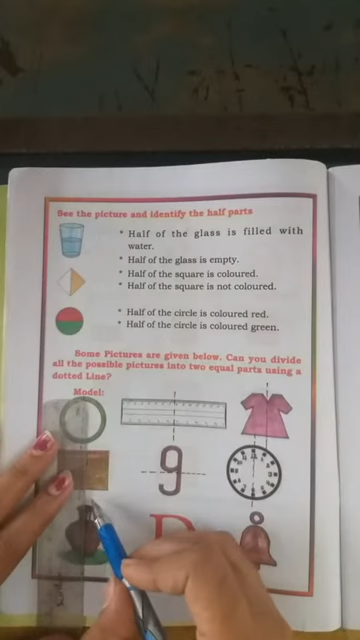 See the picture and identify the half parts
* Half of the glass is filled with
water.
* Half of the glass is empty.
* Half of the square is coloured.
* Half of the square is not coloured.
* Half of the circle is coloured red.
* Half of the circle is coloured green.
Some Pictures are given below. Can you divide
all the possible pictures into two equal parts using a
dotted Line?
Model:
9